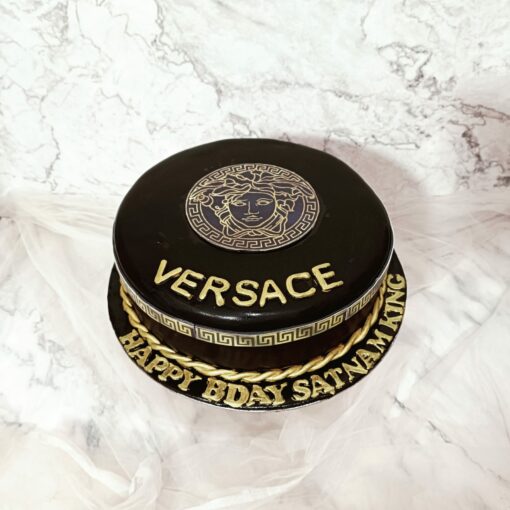 VERSACE
HAPPY BDAY SATNAM KING